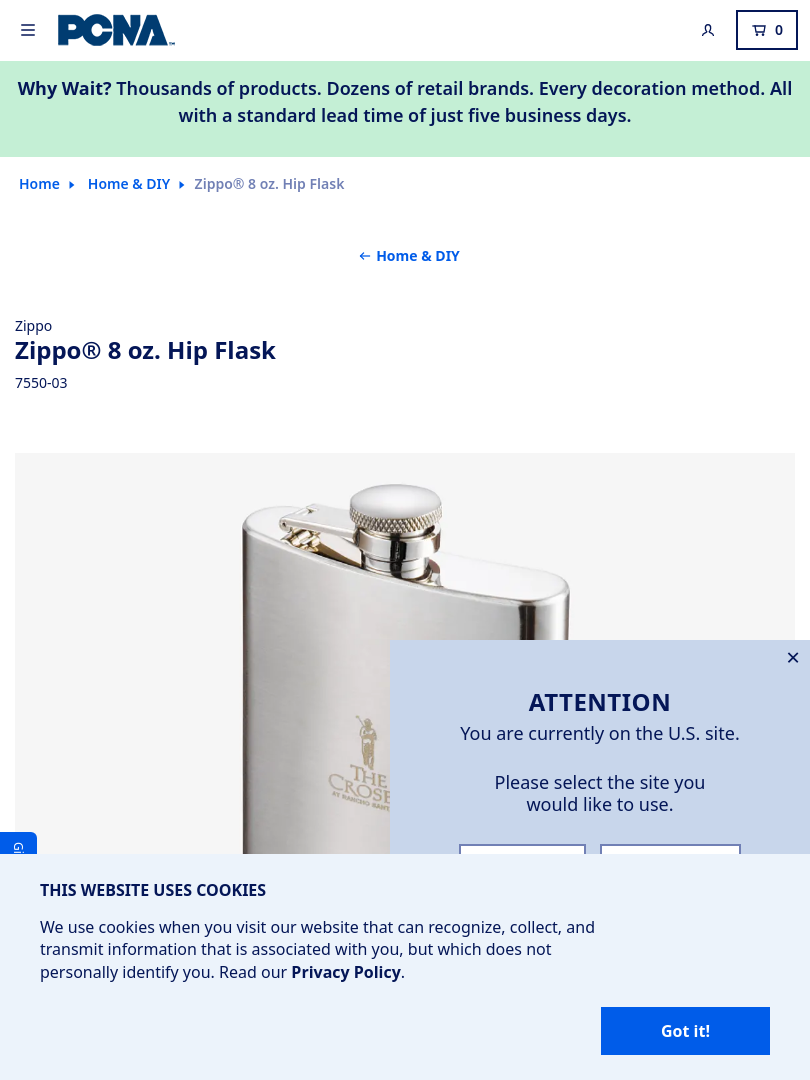 PCNA
0
Why Wait? Thousands of products. Dozens of retail brands. Every decoration method. All
with a standard lead time of just five business days.
Home Home & DIY Zippo® 8 oz. Hip Flask
← Home & DIY
Zippo
Zippo® 8 oz. Hip Flask
7550-03
ATTENTION
You are currently on the U.S. site.
Please select the site you
would like to use.
THE
THIS WEBSITE USES COOKIES
We use cookies when you visit our website that can recognize, collect, and
transmit information that is associated with you, but which does not
personally identify you. Read our Privacy Policy.
Got it!